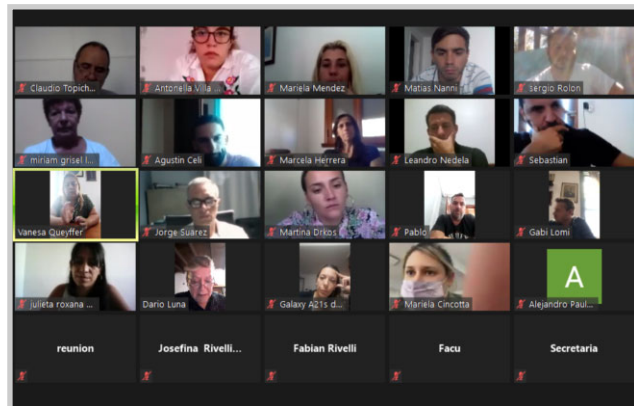 Claudio Topich...
Antonella Villa ...
Mariela Mendez
Matias Nanni
sergio Rolon
miriam grisel l...
Agustin Celi
Marcela Herrera
Leandro Nedela
Sebastian
Vanesa Queyffer
Jorge Suarez
Martina Drkos
Pablo
Gabi Lomi
julieta roxana ...
Dario Luna
Galaxy A21s d...
Mariela Cincotta
A
Alejandro Paul...
reunion
Josefina Rivelli...
Fabian Rivelli
Facu
Secretaria